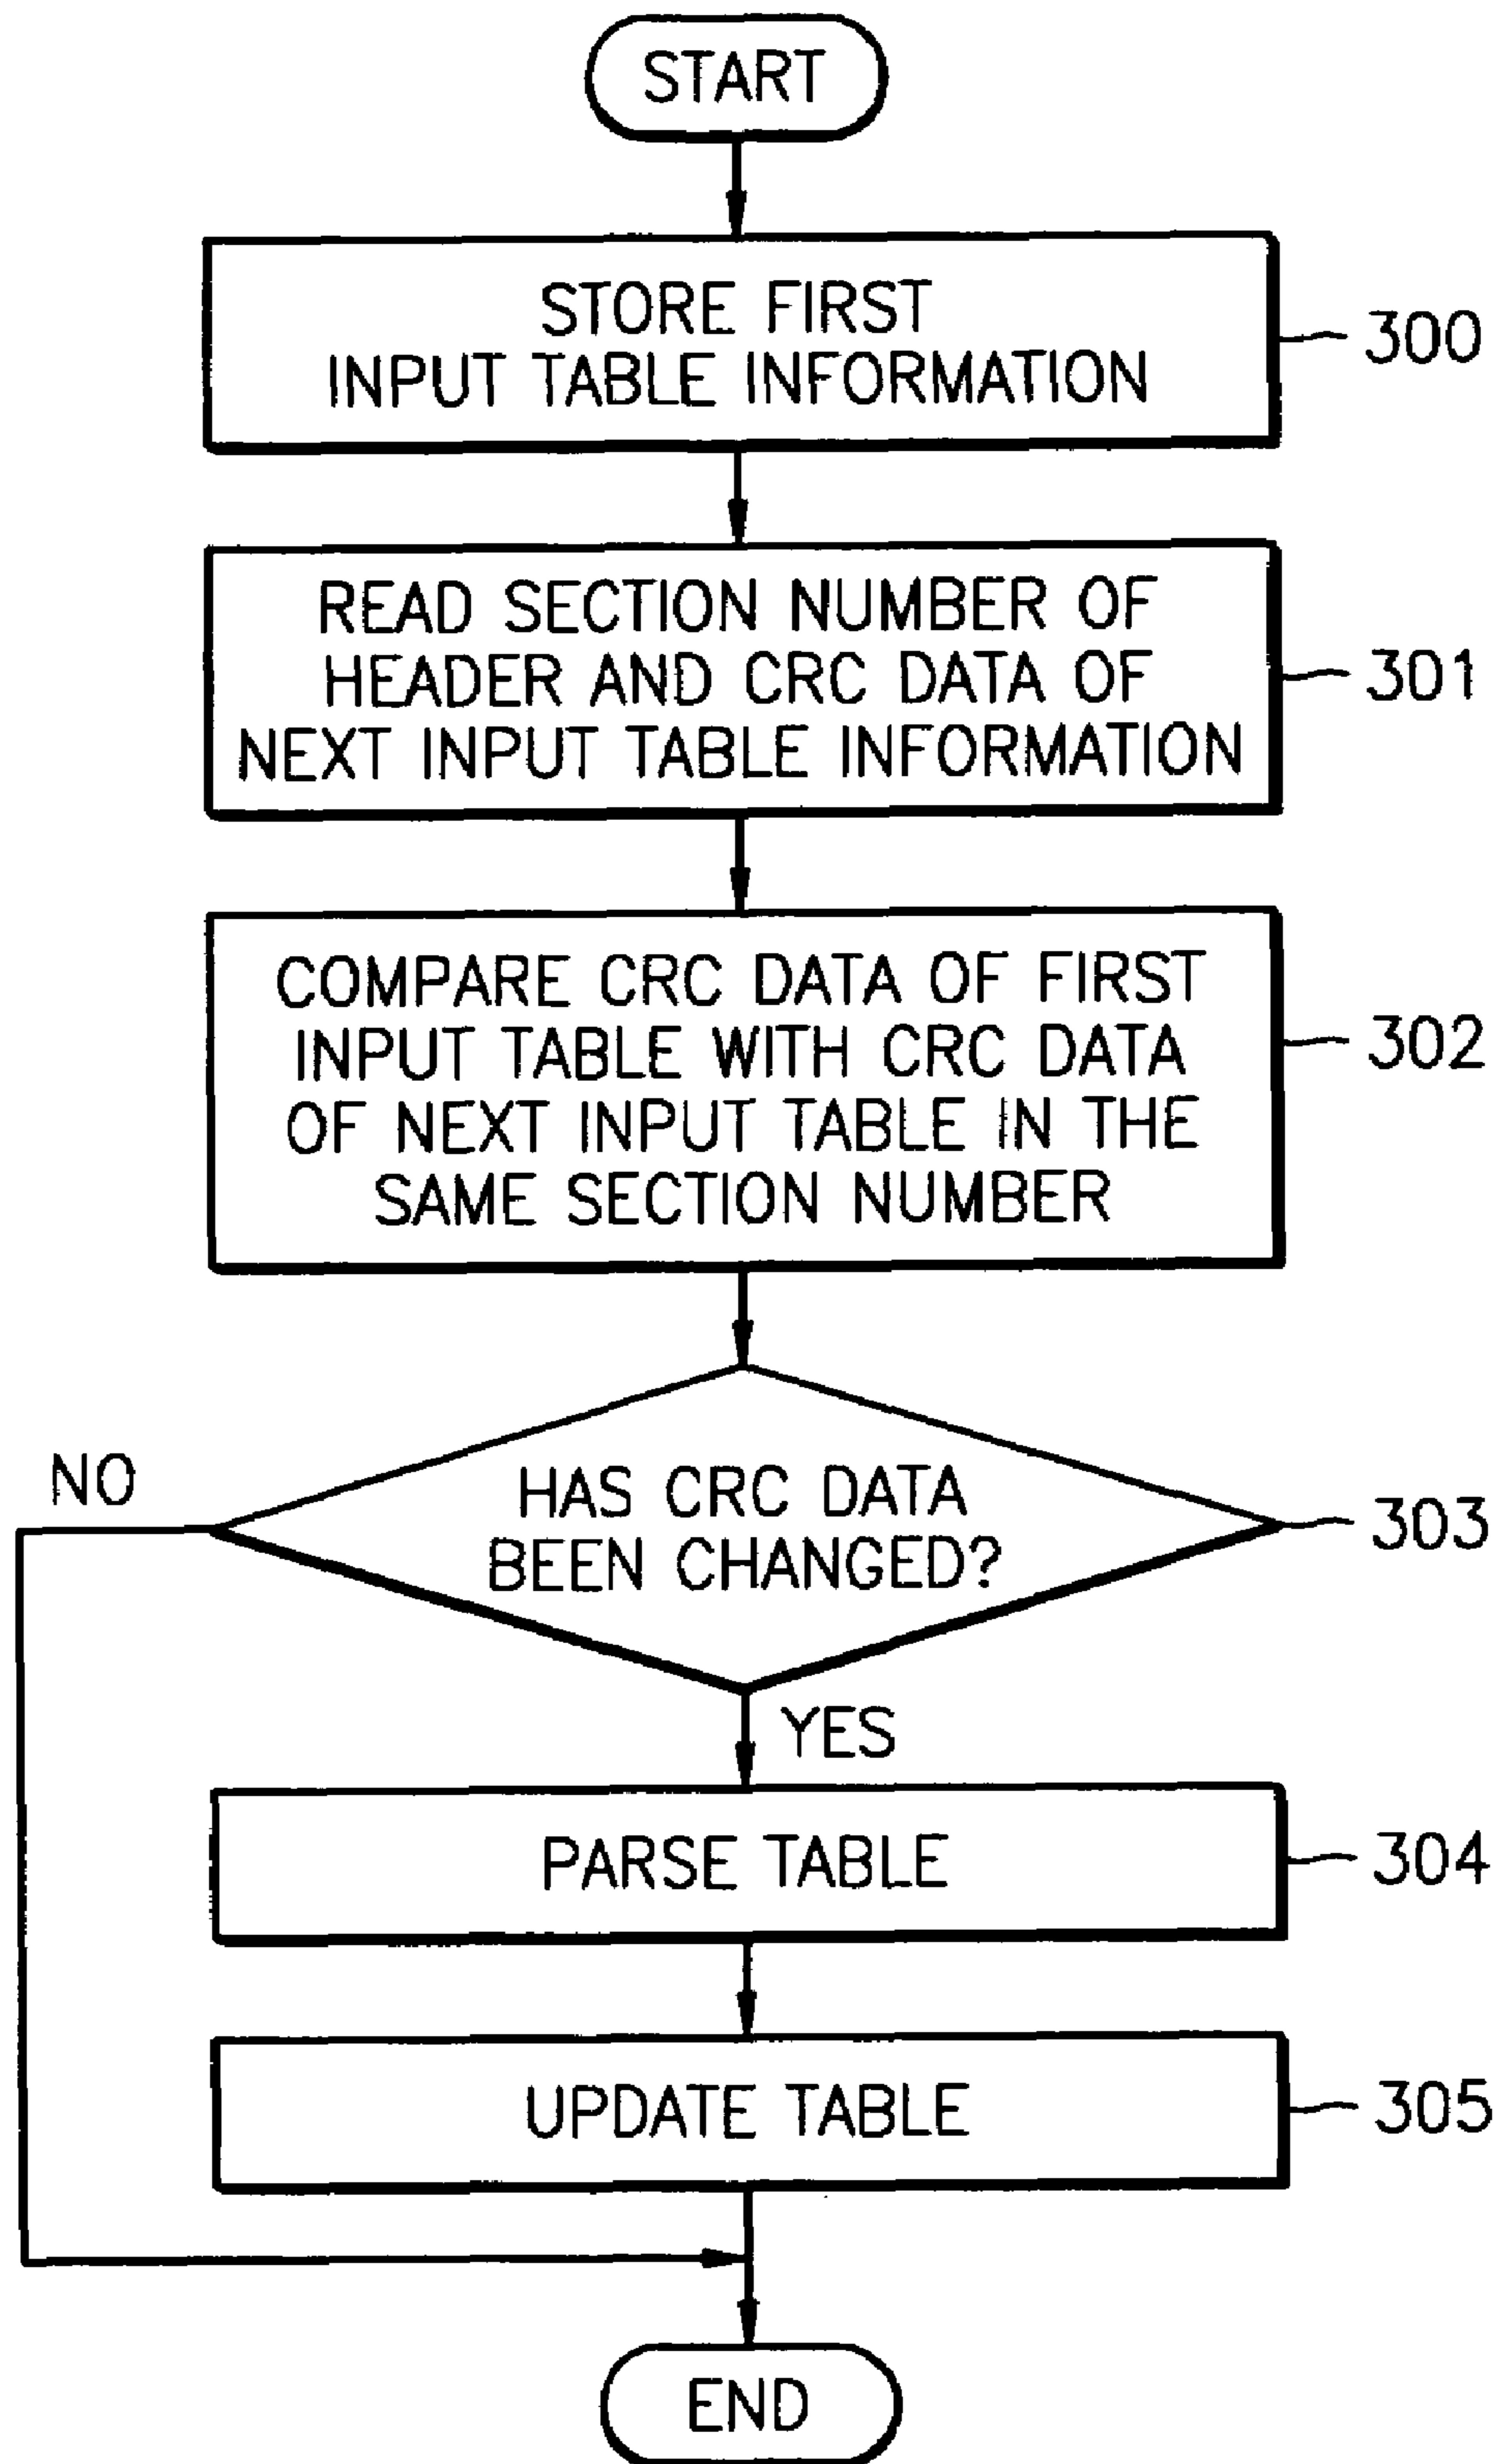 START
STORE FIRST
INPUT TABLE INFORMATION
300
READ SECTION NUMBER OF
HEADER AND CRC DATA OF
NEXT INPUT TABLE INFORMATION
301
COMPARE CRC DATA OF FIRST
INPUT TABLE WITH CRC DATA
OF NEXT INPUT TABLE IN THE
SAME SECTION NUMBER
302
NO
HAS CRC DATA
BEEN CHANGED?
303
YES
PARSE TABLE
304
UPDATE TABLE
305
END